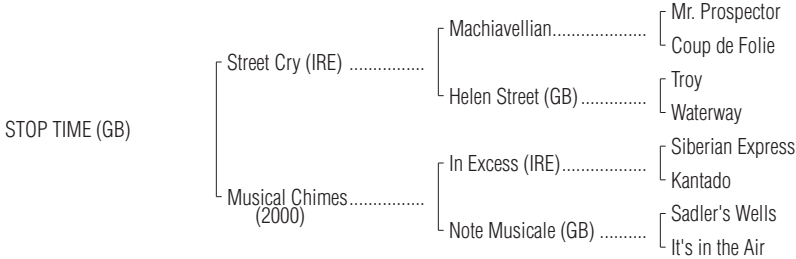 Mr. Prospector
Machiavellian....................
Coup de Folie
Street Cry (IRE) ................
Troy
Helen Street (GB) ..............
Waterway
STOP TIME (GB)
Siberian Express
In Excess (IRE)..................
Kantado
Musical Chimes................
(2000)
Sadler's Wells
Note Musicale (GB) ..........
It's in the Air